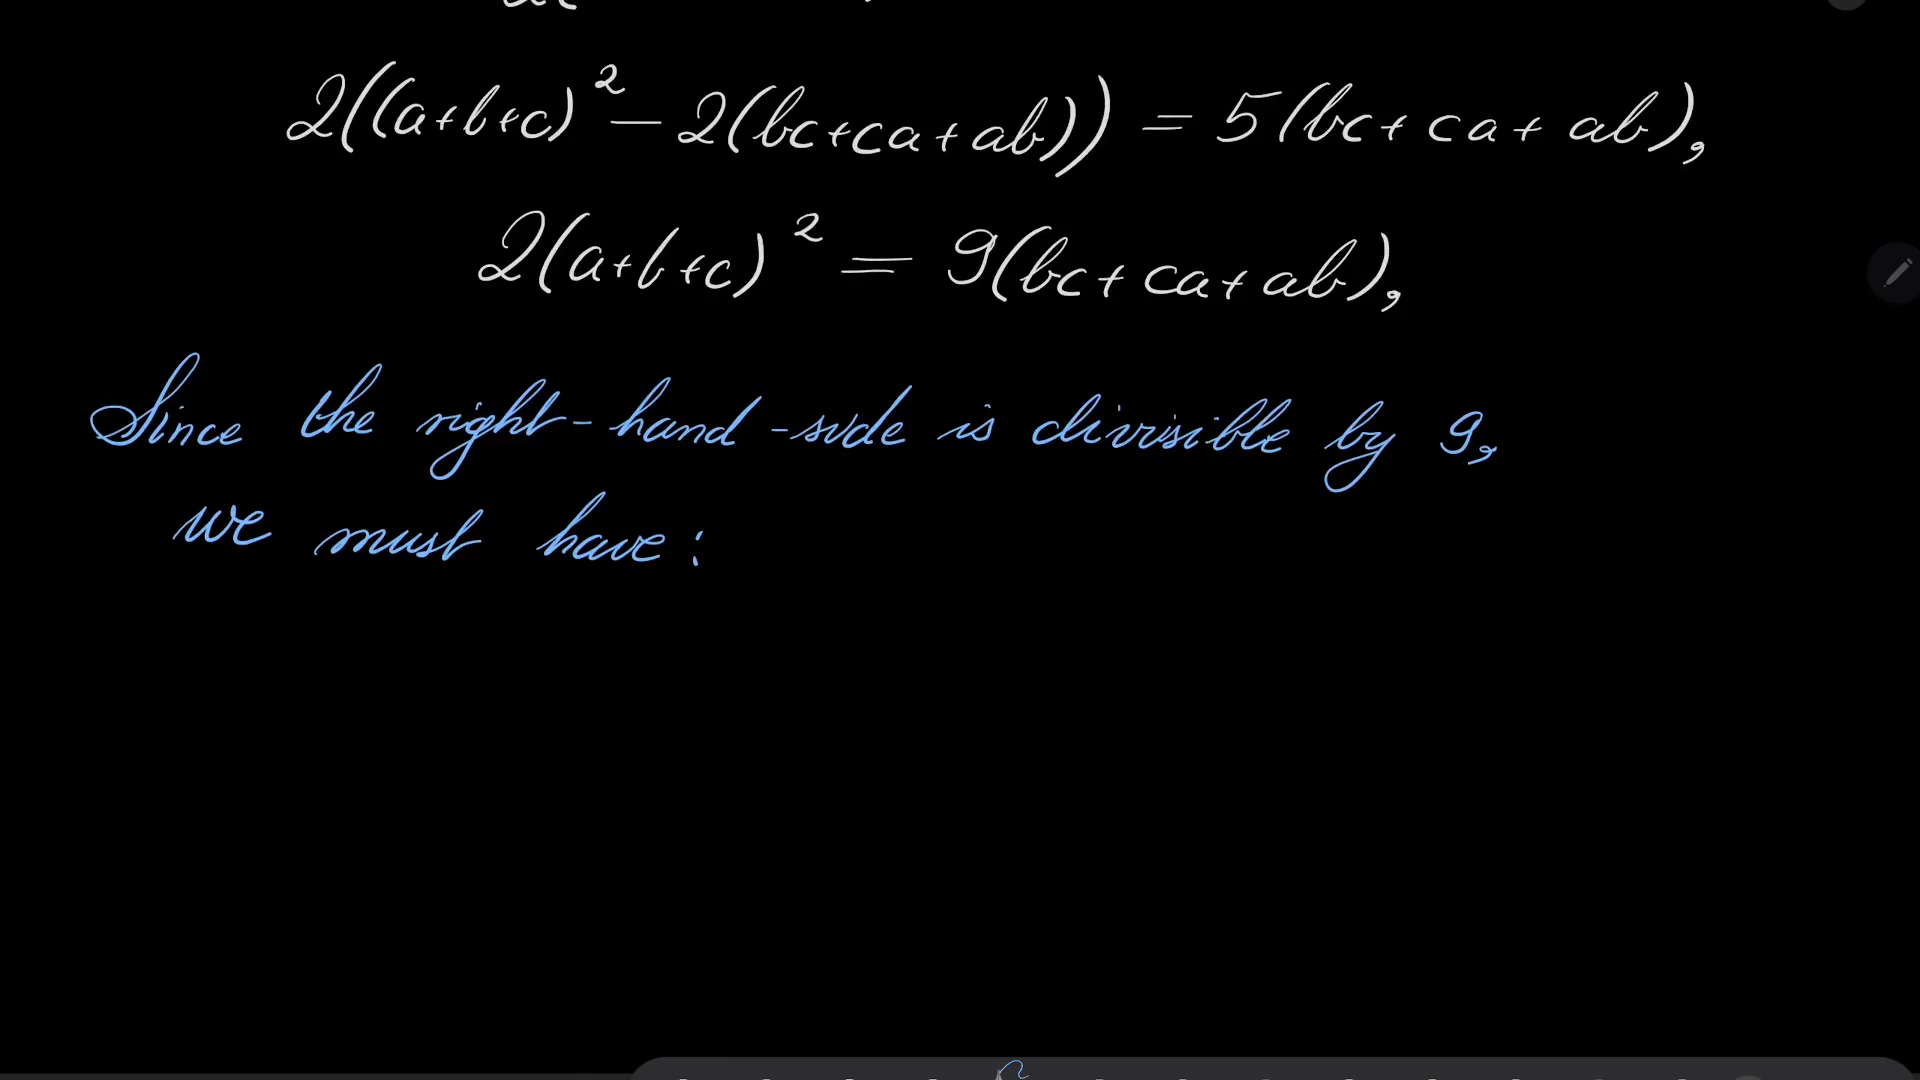 2((a+b+c)² - 2(bc+ca+ab)) = 5(bc+ca+ab),
2(a+b+c)² = 9(bc+ca+ab),
Since the right-hand-side is divisible by 9,
we must have: